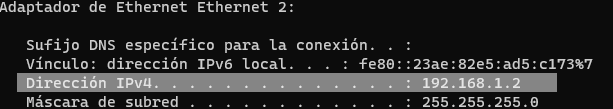 Adaptador de Ethernet Ethernet 2:
Sufijo DNS específico para la conexión. . :
Vínculo: dirección IPv6 local. . . : fe80::23ae:82e5:ad5:c173%7
Dirección IPv4. . . . . . . . . . . . . . : 192.168.1.2
Máscara de subred . . . . . . . . . . . . : 255.255.255.0